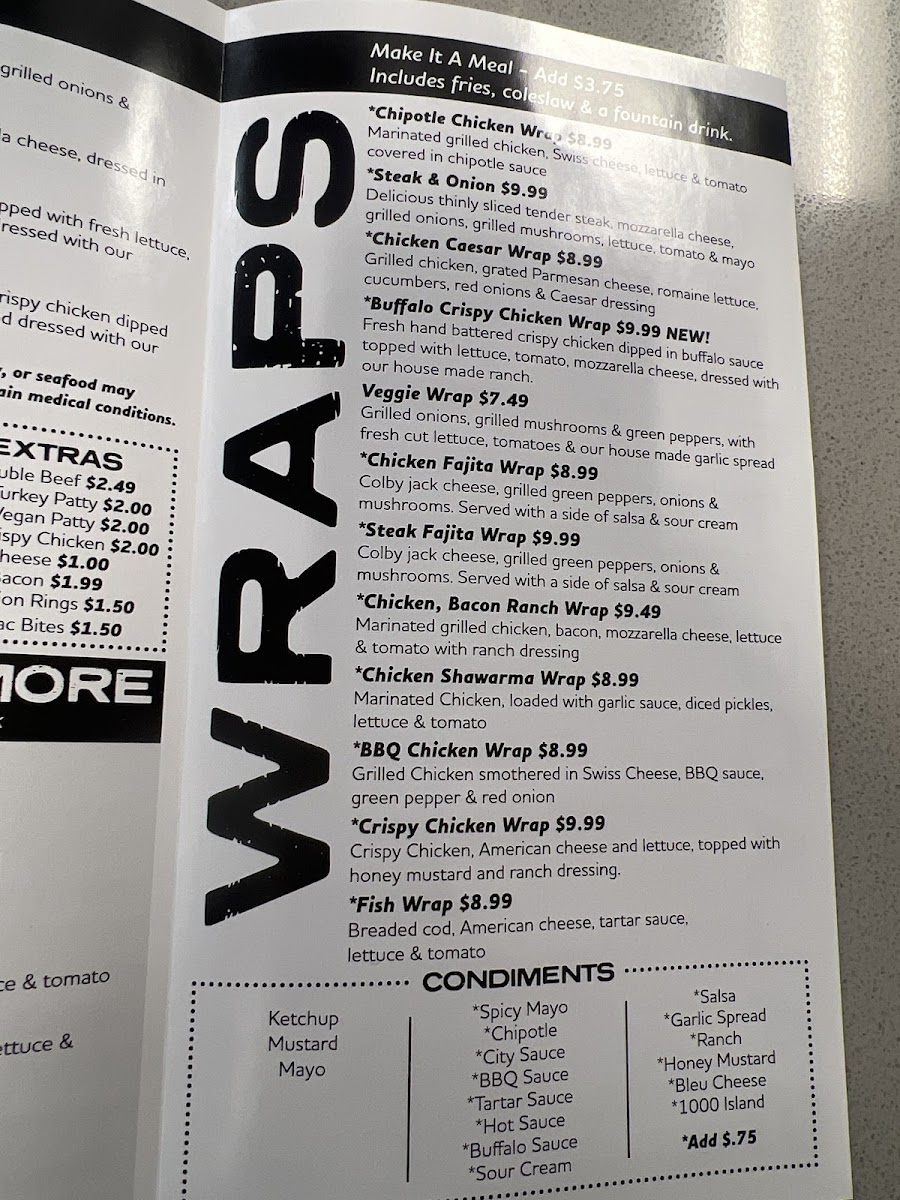 grilled onions &
cheese, dressed in
with fresh lettuce,
dressed with our
crispy chicken dipped
dressed with our
or seafood may
medical conditions.
EXTRAS
Beef $2.49
Turkey Patty $2.00
Vegan Patty $2.00
Chicken $2.00
Cheese $1.00
Bacon $1.99
Rings $1.50
Bites $1.50
MORE
& tomato
lettuce &
Make It A Meal - Add $3.75
Includes fries, coleslaw & a fountain drink.
WRAPS
*Chipotle Chicken Wrap $8.99
Marinated grilled chicken, Swiss cheese, lettuce & tomato
covered in chipotle sauce
*Steak & Onion $9.99
Delicious thinly sliced tender steak, mozzarella cheese,
grilled onions, grilled mushrooms, lettuce, tomato & mayo
*Chicken Caesar Wrap $8.99
Grilled chicken, grated Parmesan cheese, romaine lettuce,
cucumbers, red onions & Caesar dressing
*Buffalo Crispy Chicken Wrap $9.99 NEW!
Fresh hand battered crispy chicken dipped in buffalo sauce
topped with lettuce, tomato, mozzarella cheese, dressed with
our house made ranch.
Veggie Wrap $7.49
Grilled onions, grilled mushrooms & green peppers, with
fresh cut lettuce, tomatoes & our house made garlic spread
*Chicken Fajita Wrap $8.99
Colby jack cheese, grilled green peppers, onions &
mushrooms. Served with a side of salsa & sour cream
*Steak Fajita Wrap $9.99
Colby jack cheese, grilled green peppers, onions &
mushrooms. Served with a side of salsa & sour cream
*Chicken, Bacon Ranch Wrap $9.49
Marinated grilled chicken, bacon, mozzarella cheese, lettuce
& tomato with ranch dressing
*Chicken Shawarma Wrap $8.99
Marinated Chicken, loaded with garlic sauce, diced pickles,
lettuce & tomato
*BBQ Chicken Wrap $8.99
Grilled Chicken smothered in Swiss Cheese, BBQ sauce,
green pepper & red onion
*Crispy Chicken Wrap $9.99
Crispy Chicken, American cheese and lettuce, topped with
honey mustard and ranch dressing.
*Fish Wrap $8.99
Breaded cod, American cheese, tartar sauce,
lettuce & tomato
CONDIMENTS
Ketchup
Mustard
Mayo
*Spicy Mayo
*Chipotle
*City Sauce
*BBQ Sauce
*Tartar Sauce
*Hot Sauce
*Buffalo Sauce
*Sour Cream
*Salsa
*Garlic Spread
*Ranch
*Honey Mustard
*Bleu Cheese
*1000 Island
*Add $.75